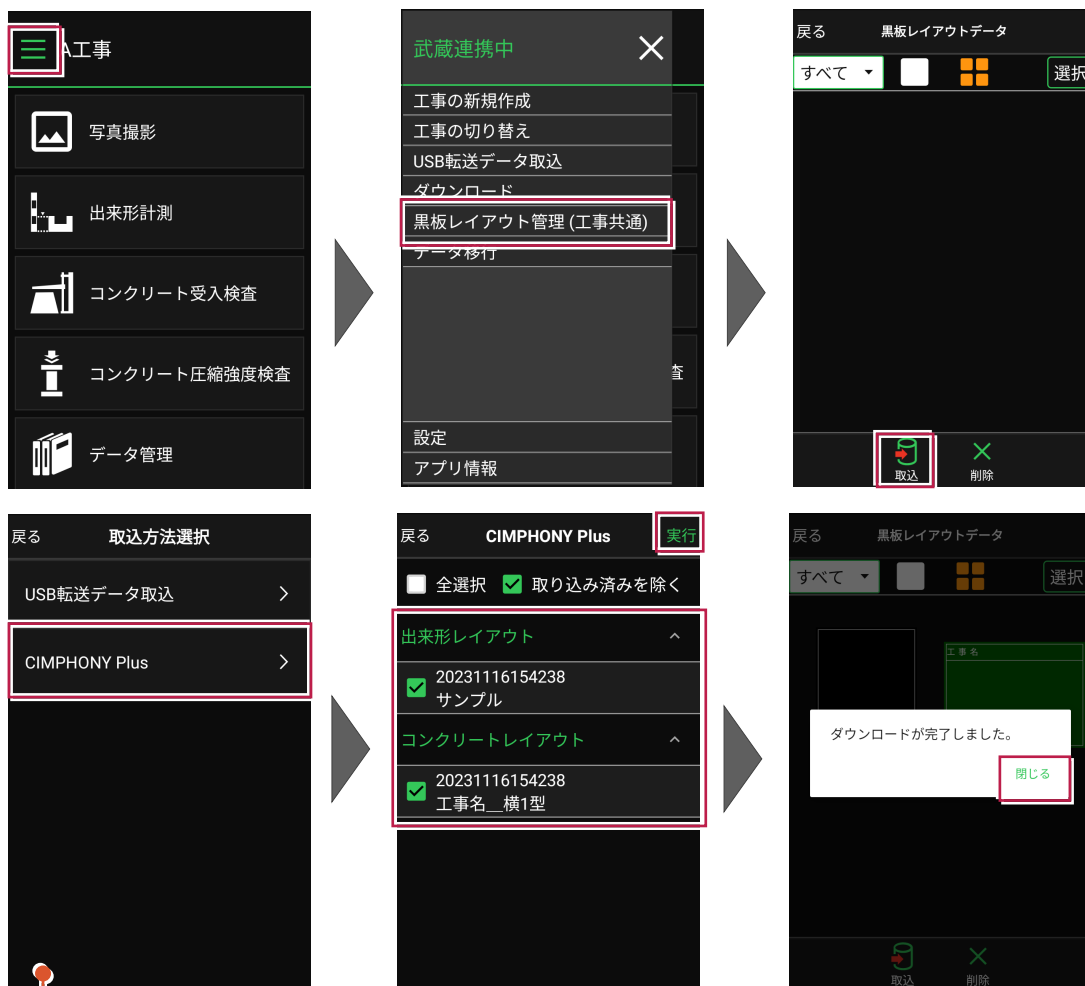 A工事
写真撮影
出来形計測
コンクリート受入検査
コンクリート圧縮強度検査
データ管理
武蔵連携中
工事の新規作成
工事の切り替え
USB転送データ取込
ダウンロード
黒板レイアウト管理 (工事共通)
データ移行
査
設定
アプリ情報
戻る 黒板レイアウトデータ
すべて 選択
取込 削除
戻る 取込方法選択
USB転送データ取込
CIMPHONY Plus
戻る CIMPHONY Plus 実行
全選択 取り込み済みを除く
出来形レイアウト
20231116154238
サンプル
コンクリートレイアウト
20231116154238
工事名__横1型
戻る 黒板レイアウトデータ
すべて 選択
工事名
ダウンロードが完了しました。
閉じる
取込 削除